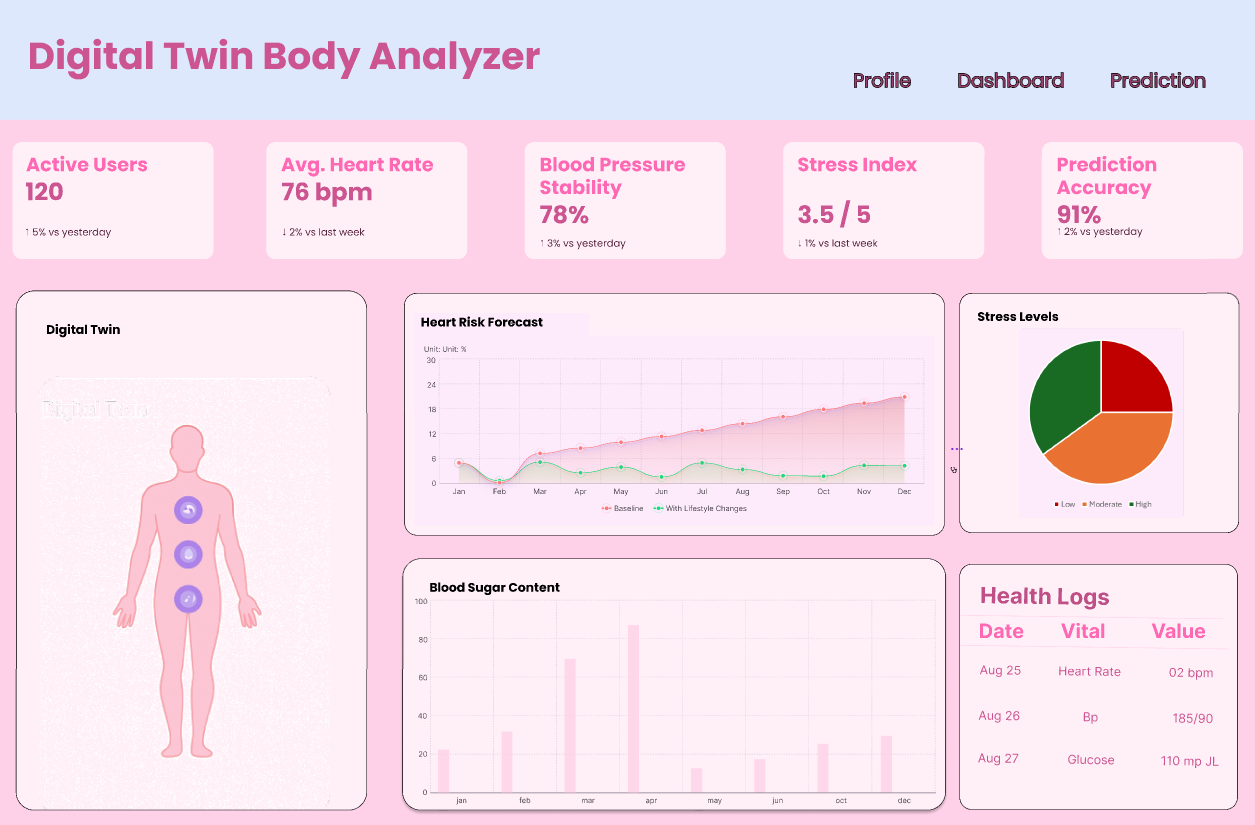 Digital Twin Body Analyzer
Profile
Dashboard
Prediction
Active Users
120
↑ 5% vs yesterday
Avg. Heart Rate
76 bpm
↓ 2% vs last week
Blood Pressure
Stability
78%
↑ 3% vs yesterday
Stress Index
3.5 / 5
↓ 1% vs last week
Prediction
Accuracy
91%
↑ 2% vs yesterday
Digital Twin
Digital Twin
Heart Risk Forecast
Unit: Unit: %
30
24
18
12
6
0
Jan Feb Mar Apr May Jun Jul Aug Sep Oct Nov Dec
Baseline With Lifestyle Changes
Stress Levels
Low Moderate High
Blood Sugar Content
100
80
60
40
20
0
jan feb mar apr may jun oct dec
Health Logs
Date Vital Value
Aug 25 Heart Rate 02 bpm
Aug 26 Bp 185/90
Aug 27 Glucose 110 mp JL